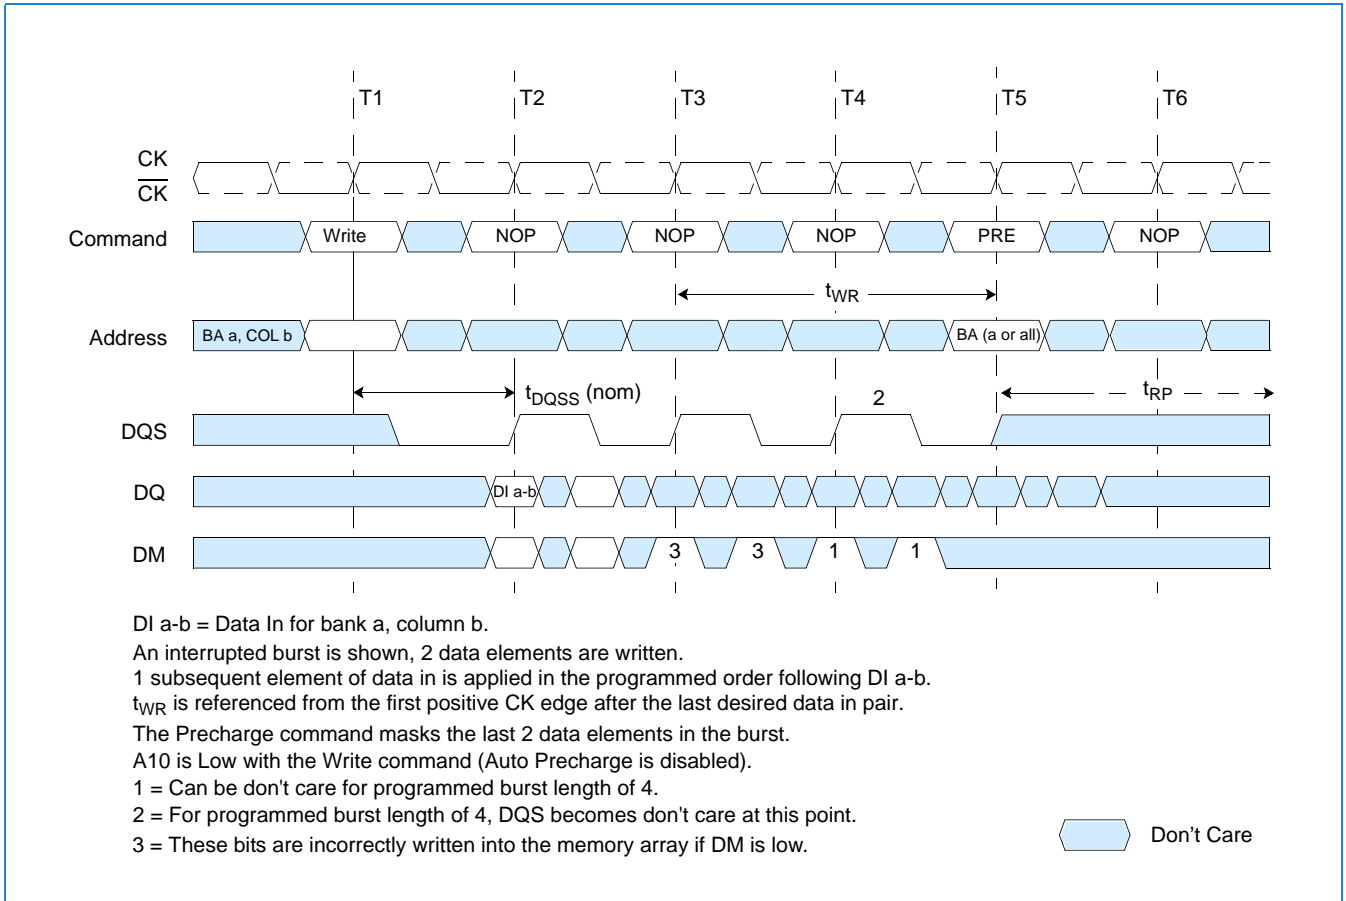 T1 T2 T3 T4 T5 T6
CK
CK
Command Write NOP NOP NOP PRE NOP
tWR
Address BA a, COL b BA (a or all)
tDQSS (nom) 2 tRP
DQS
DQ DI a-b
DM 3 3 1 1
DI a-b = Data In for bank a, column b.
An interrupted burst is shown, 2 data elements are written.
1 subsequent element of data in is applied in the programmed order following DI a-b.
tWR is referenced from the first positive CK edge after the last desired data in pair.
The Precharge command masks the last 2 data elements in the burst.
A10 is Low with the Write command (Auto Precharge is disabled).
1 = Can be don't care for programmed burst length of 4.
2 = For programmed burst length of 4, DQS becomes don't care at this point.
3 = These bits are incorrectly written into the memory array if DM is low.
Don't Care